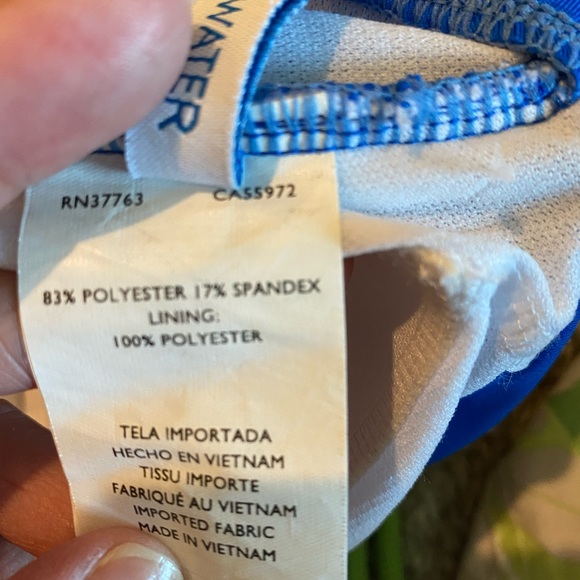 WATER
RN37763 CA55972
83% POLYESTER 17% SPANDEX
LINING:
100% POLYESTER
TELA IMPORTADA
HECHO EN VIETNAM
TISSU IMPORTE
FABRIQUÉ AU VIETNAM
IMPORTED FABRIC
MADE IN VIETNAM